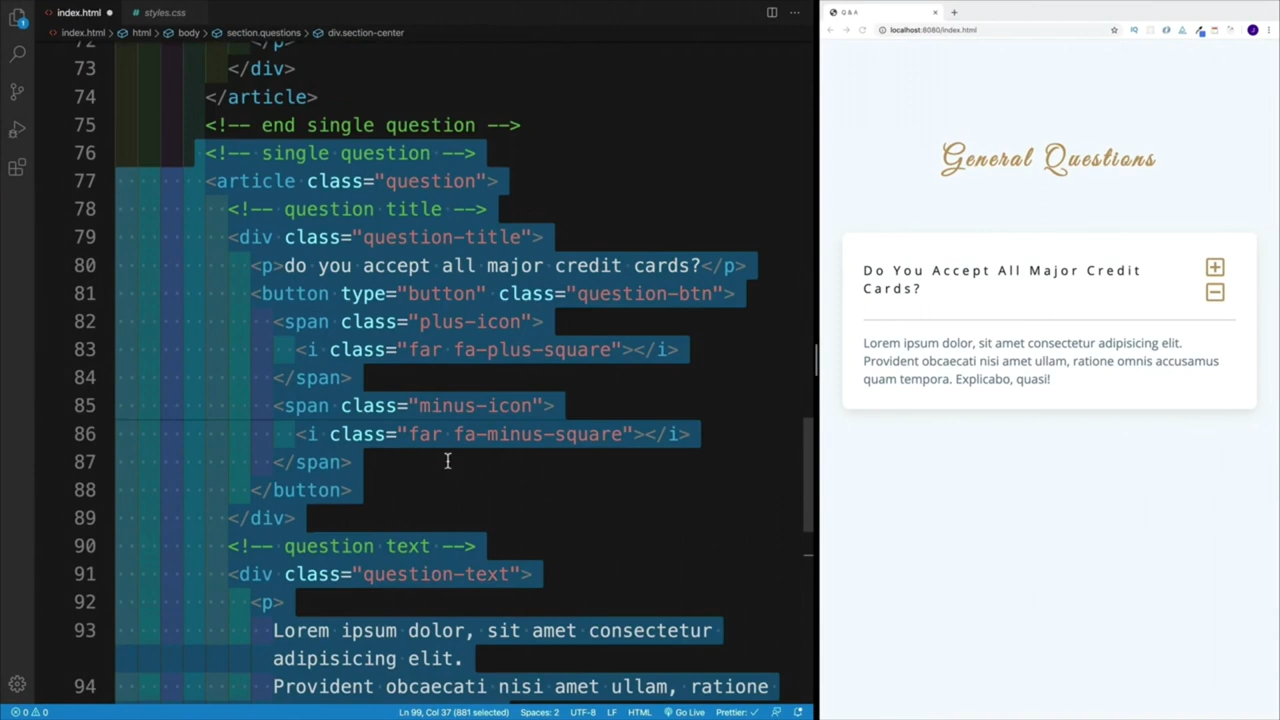 index.html
styles.css
index.html
html
body
section.questions
div.section-center
72 </p>
73 </div>
74 </article>
75 <!-- end single question -->
76 <!-- single question -->
77 <article class="question">
78 <!-- question title -->
79 <div class="question-title">
80 <p>do you accept all major credit cards?</p>
81 <button type="button" class="question-btn">
82 <span class="plus-icon">
83 <i class="far fa-plus-square"></i>
84 </span>
85 <span class="minus-icon">
86 <i class="far fa-minus-square"></i>
87 </span>
88 </button>
89 </div>
90 <!-- question text -->
91 <div class="question-text">
92 <p>
93 Lorem ipsum dolor, sit amet consectetur
adipisicing elit.
94 Provident obcaecati nisi amet ullam, ratione
1
0 0
Ln 99, Col 37 (881 selected)
Spaces: 2
UTF-8
LF
HTML
Go Live
Prettier: ✓
Q & A
localhost:8080/index.html
J
General Questions
Do You Accept All Major Credit
Cards?
Lorem ipsum dolor, sit amet consectetur adipisicing elit.
Provident obcaecati nisi amet ullam, ratione omnis accusamus
quam tempora. Explicabo, quasi!